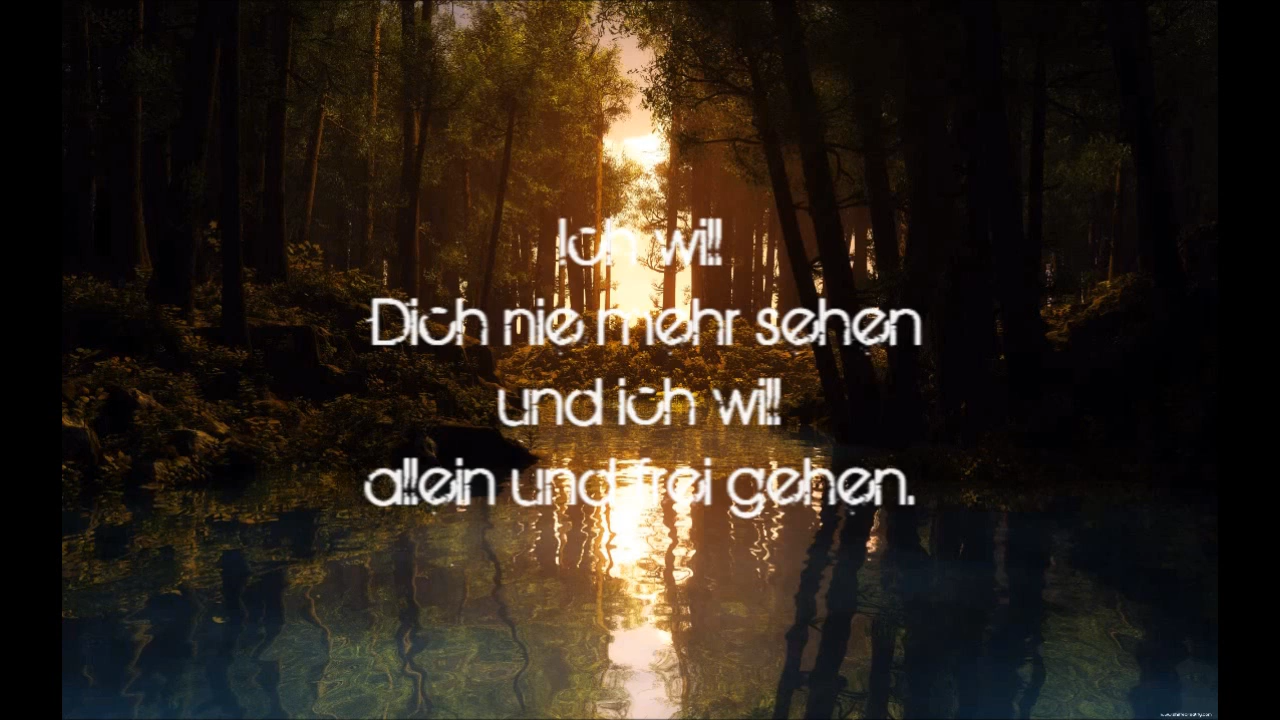 Ich will
Dich nie mehr sehen
und ich will
allein und frei gehen.